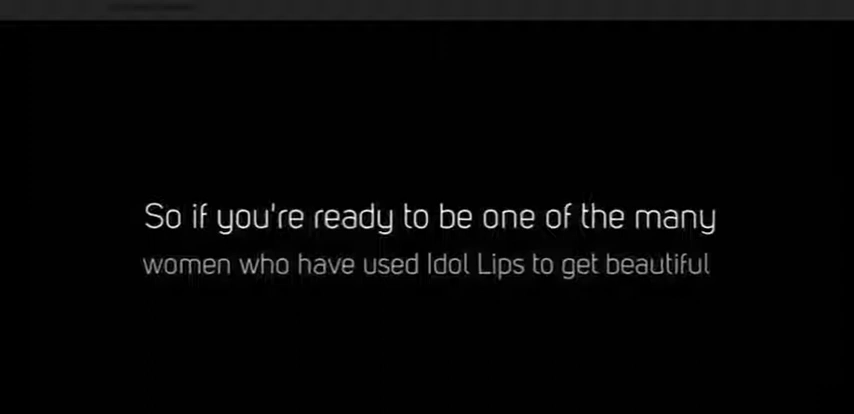 So if you're ready to be one of the many
women who have used Idol Lips to get beautiful